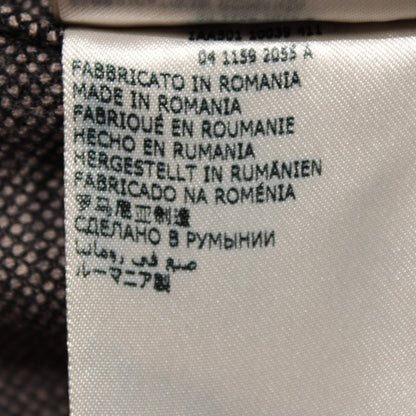 04 1159 2055 A
FABBRICATO IN ROMANIA
MADE IN ROMANIA
FABRIQUÉ EN ROUMANIE
HECHO EN RUMANIA
HERGESTELLT IN RUMÄNIEN
FABRICADO NA ROMÉNIA
罗马尼亚制造
СДЕЛАНО В РУМЫНИИ
صنع في رومانيا
ルーマニア製